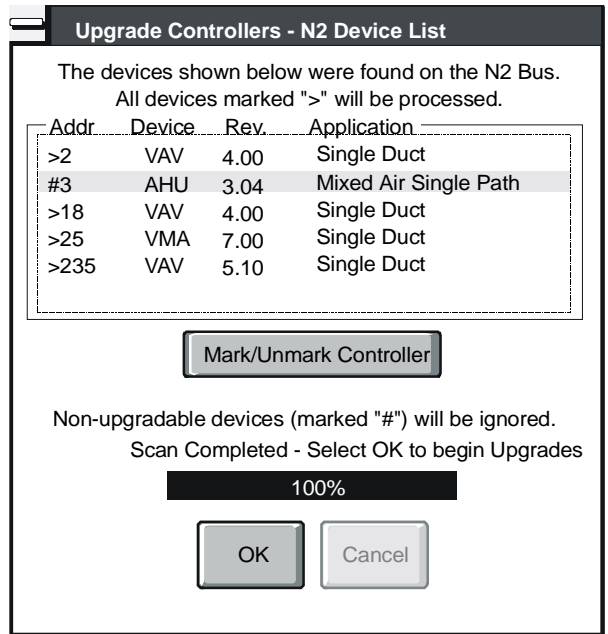 Upgrade Controllers - N2 Device List
The devices shown below were found on the N2 Bus.
All devices marked ">" will be processed.
Addr Device Rev. Application
>2 VAV 4.00 Single Duct
#3 AHU 3.04 Mixed Air Single Path
>18 VAV 4.00 Single Duct
>25 VMA 7.00 Single Duct
>235 VAV 5.10 Single Duct
Mark/Unmark Controller
Non-upgradable devices (marked "#") will be ignored.
Scan Completed - Select OK to begin Upgrades
100%
OK Cancel